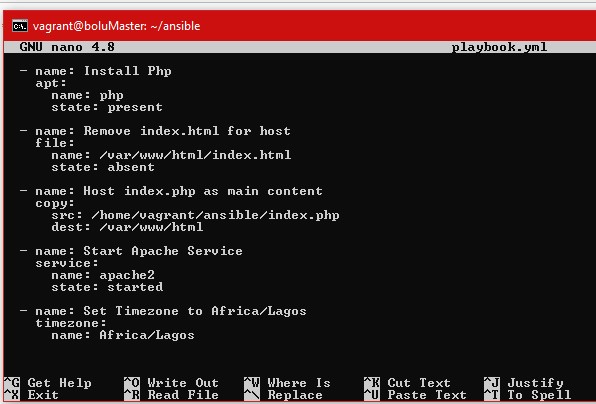 vagrant@boluMaster: ~/ansible
GNU nano 4.8 playbook.yml
- name: Install Php
apt:
name: php
state: present
- name: Remove index.html for host
file:
name: /var/www/html/index.html
state: absent
- name: Host index.php as main content
copy:
src: /home/vagrant/ansible/index.php
dest: /var/www/html
- name: Start Apache Service
service:
name: apache2
state: started
- name: Set Timezone to Africa/Lagos
timezone:
name: Africa/Lagos
^G Get Help ^O Write Out ^W Where Is ^K Cut Text ^J Justify
^X Exit ^R Read File ^\ Replace ^U Paste Text ^T To Spell